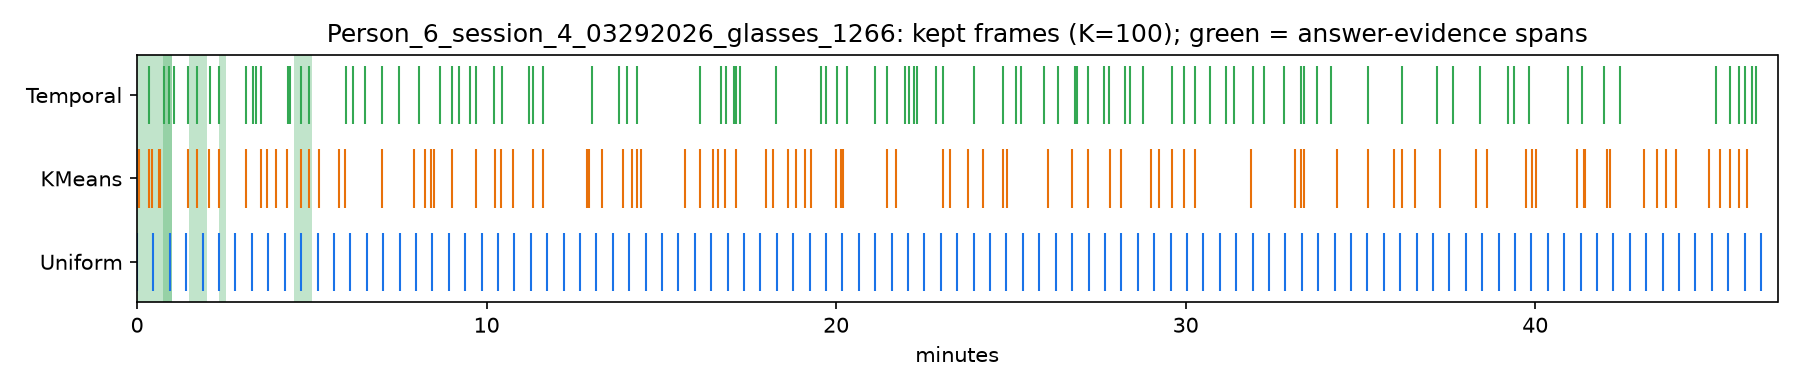 Person_6_session_4_03292026_glasses_1266: kept frames (K=100); green = answer-evidence spans
Temporal
KMeans
Uniform
0 10 20 30 40
minutes